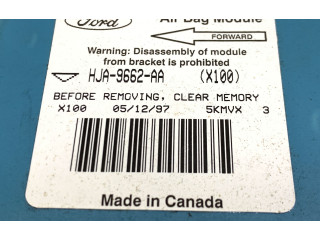 Ford
Air Bag Module
FORWARD
Warning: Disassembly of module
from bracket is prohibited
HJA-9662-AA (X100)
BEFORE REMOVING, CLEAR MEMORY
X100 05/12/97 5KMVX 3
Made in Canada